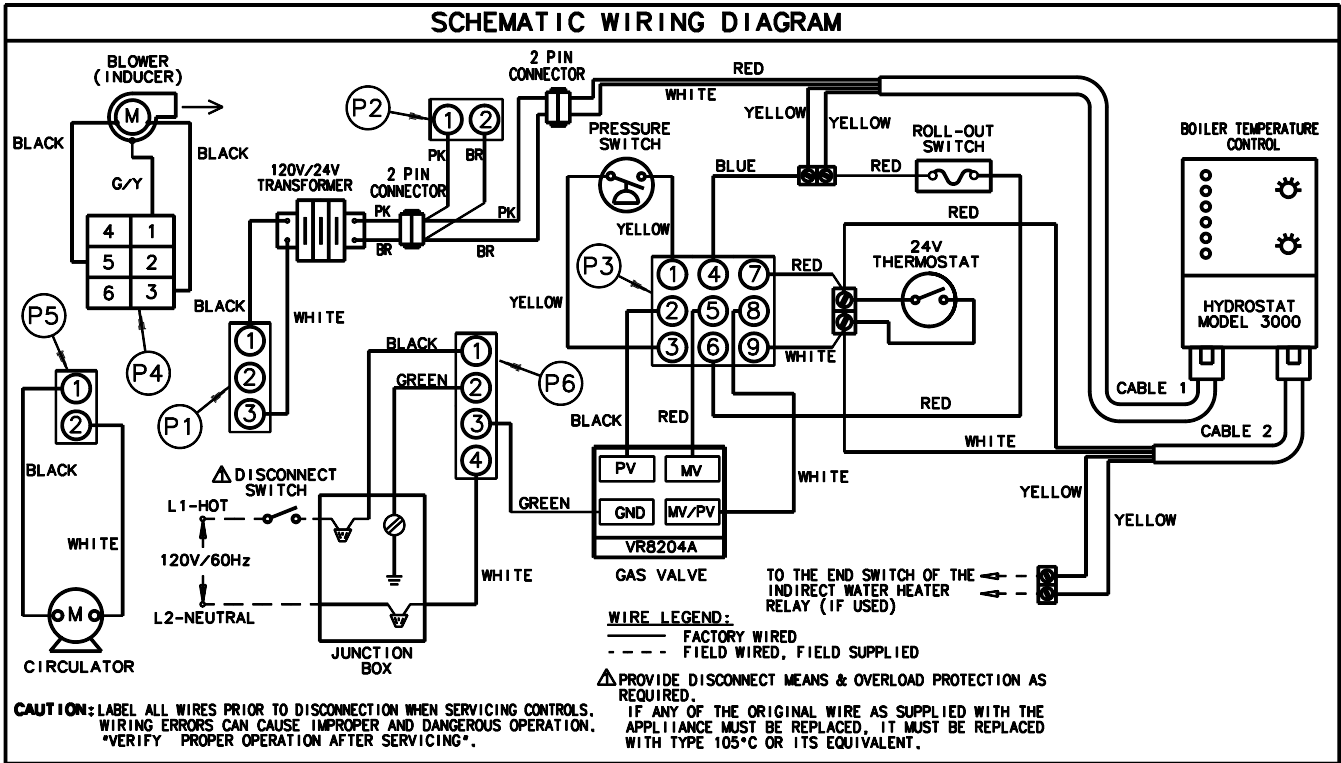 SCHEMATIC WIRING DIAGRAM
BLOWER
(INDUCER)
M
BLACK
BLACK
G/Y
4 1
5 2
6 3
P4
P5
1
2
BLACK
WHITE
M
CIRCULATOR
120V/24V
TRANSFORMER
BLACK
WHITE
1
2
3
P1
P2
1 2
PK BR
2 PIN
CONNECTOR
PK
BR
PK
BR
2 PIN
CONNECTOR
RED
WHITE
YELLOW
YELLOW
PRESSURE
SWITCH
YELLOW
YELLOW
BLUE
RED
ROLL-OUT
SWITCH
RED
P3
1 4 7
2 5 8
3 6 9
RED
WHITE
24V
THERMOSTAT
RED
WHITE
BOILER TEMPERATURE
CONTROL
HYDROSTAT
MODEL 3000
CABLE 1
CABLE 2
YELLOW
YELLOW
BLACK
GREEN
1
2
3
4
P6
GREEN
WHITE
BLACK
RED
WHITE
PV MV
GND MV/PV
VR8204A
GAS VALVE
⚠DISCONNECT
SWITCH
L1-HOT
120V/60Hz
L2-NEUTRAL
JUNCTION
BOX
TO THE END SWITCH OF THE
INDIRECT WATER HEATER
RELAY (IF USED)
WIRE LEGEND:
FACTORY WIRED
FIELD WIRED, FIELD SUPPLIED
⚠PROVIDE DISCONNECT MEANS & OVERLOAD PROTECTION AS
REQUIRED.
IF ANY OF THE ORIGINAL WIRE AS SUPPLIED WITH THE
APPLIIANCE MUST BE REPLACED, IT MUST BE REPLACED
WITH TYPE 105°C OR ITS EQUIVALENT.
CAUTION: LABEL ALL WIRES PRIOR TO DISCONNECTION WHEN SERVICING CONTROLS.
WIRING ERRORS CAN CAUSE IMPROPER AND DANGEROUS OPERATION.
"VERIFY PROPER OPERATION AFTER SERVICING".